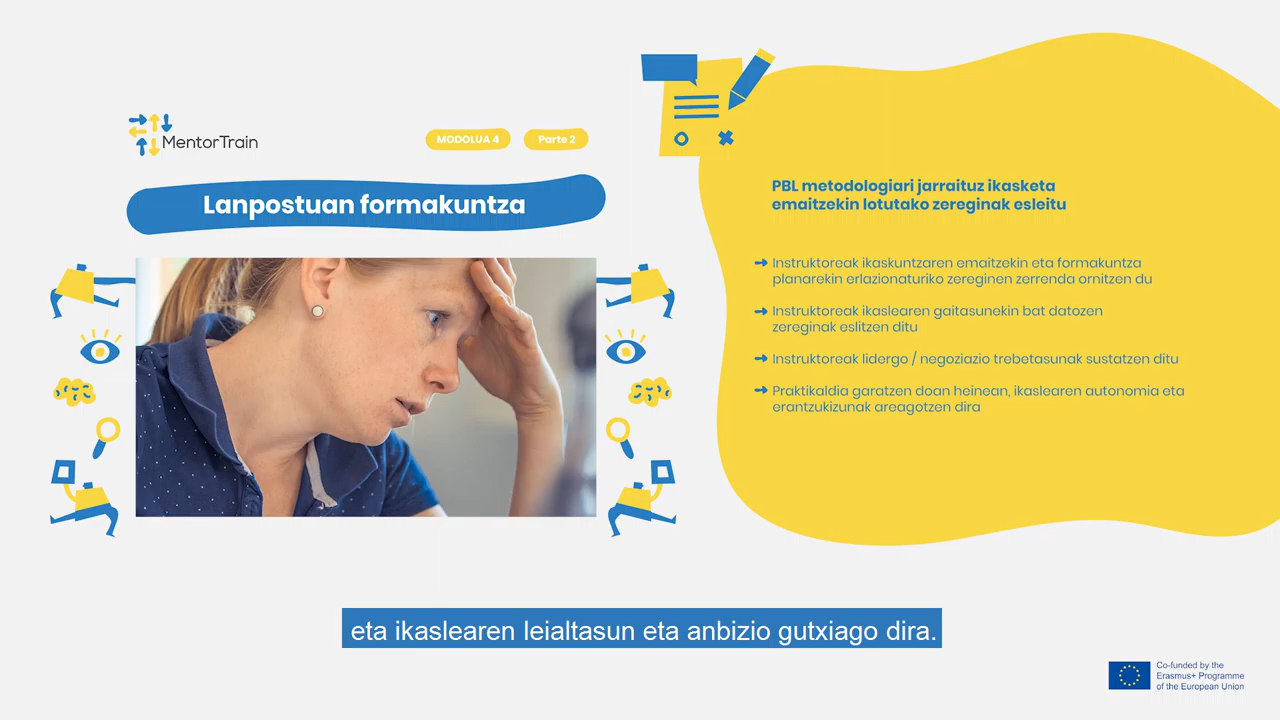 MentorTrain
MODOLUA 4
Parte 2
Lanpostuan formakuntza
PBL metodologiari jarraituz ikasketa
emaitzekin lotutako zereginak esleitu
Instruktoreak ikaskuntzaren emaitzekin eta formakuntza
planarekin erlazionaturiko zereginen zerrenda ornitzen du
Instruktoreak ikaslearen gaitasunekin bat datozen
zereginak eslitzen ditu
Instruktoreak lidergo / negoziazio trebetasunak sustatzen ditu
Praktikaldia garatzen doan heinean, ikaslearen autonomia eta
erantzukizunak areagotzen dira
eta ikaslearen leialtasun eta anbizio gutxiago dira.
Co-funded by the
Erasmus+ Programme
of the European Union